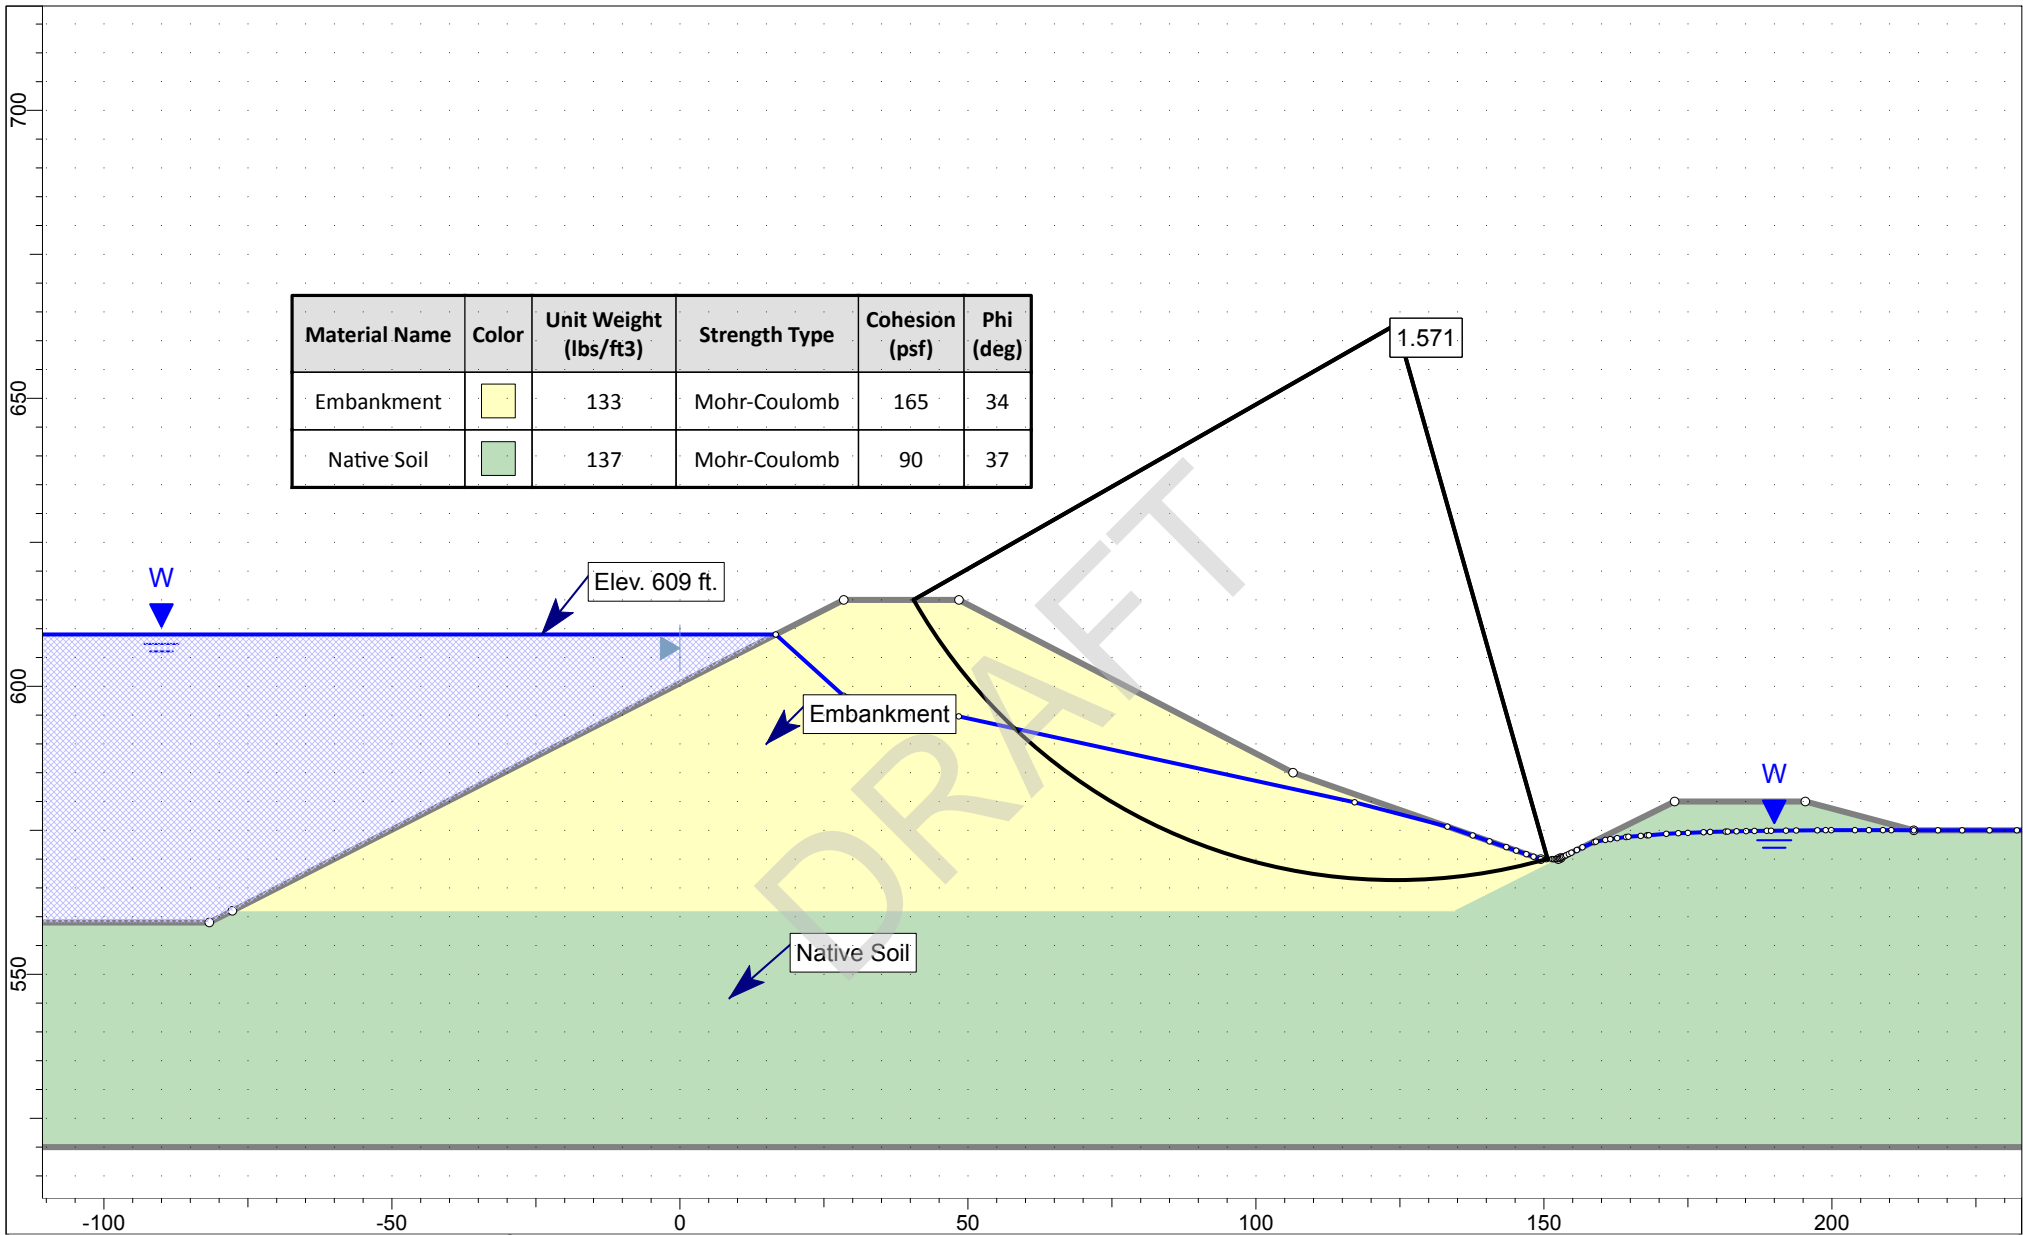 700
650
600
550
Material Name Color Unit Weight (lbs/ft3) Strength Type Cohesion (psf) Phi (deg)
Embankment 133 Mohr-Coulomb 165 34
Native Soil 137 Mohr-Coulomb 90 37
1.571
W
Elev. 609 ft.
Embankment
W
Native Soil
DRAFT
-100 -50 0 50 100 150 200